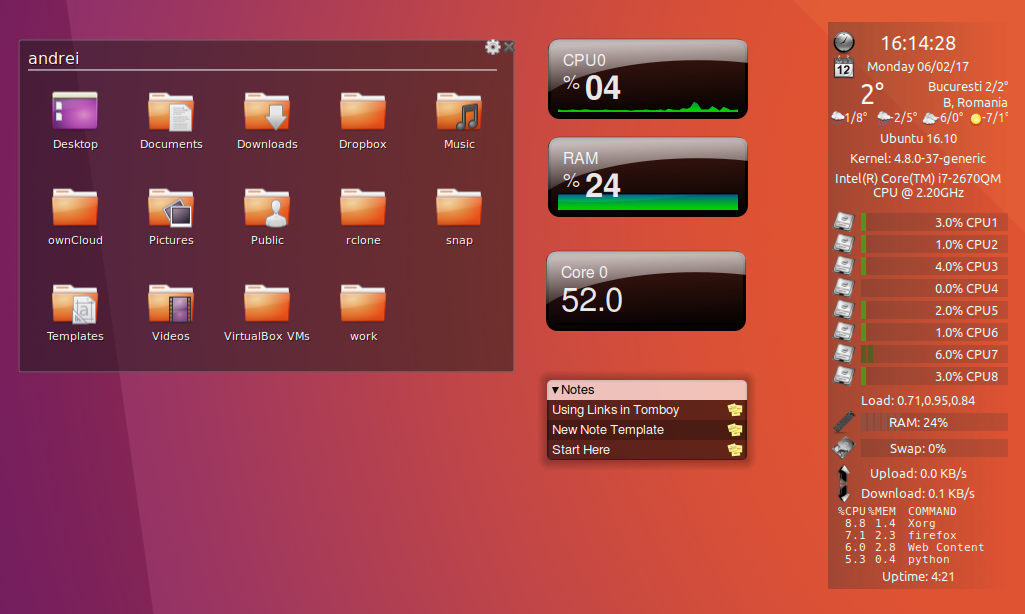 andrei
Desktop
Documents
Downloads
Dropbox
Music
ownCloud
Pictures
Public
rclone
snap
Templates
Videos
VirtualBox VMs
work
CPU0
% 04
RAM
% 24
Core 0
52.0
▾Notes
Using Links in Tomboy
New Note Template
Start Here
16:14:28
12
Monday 06/02/17
2°
Bucuresti 2/2°
B, Romania
1/8° -2/5° -6/0° -7/1°
Ubuntu 16.10
Kernel: 4.8.0-37-generic
Intel(R) Core(TM) i7-2670QM
CPU @ 2.20GHz
3.0% CPU1
1.0% CPU2
4.0% CPU3
0.0% CPU4
2.0% CPU5
1.0% CPU6
6.0% CPU7
3.0% CPU8
Load: 0.71,0.95,0.84
RAM: 24%
Swap: 0%
Upload: 0.0 KB/s
Download: 0.1 KB/s
%CPU %MEM COMMAND
8.8 1.4 Xorg
7.1 2.3 firefox
6.0 2.8 Web Content
5.3 0.4 python
Uptime: 4:21